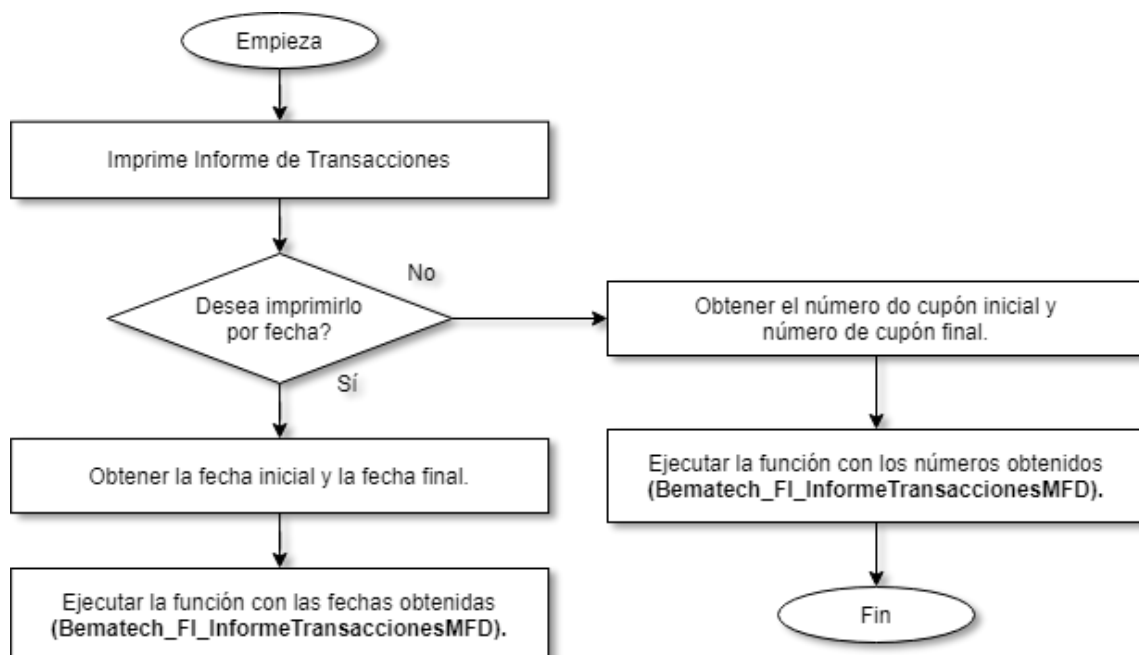 Empieza
Imprime Informe de Transacciones
Desea imprimirlo
por fecha?
No
Sí
Obtener el número do cupón inicial y
número de cupón final.
Obtener la fecha inicial y la fecha final.
Ejecutar la función con los números obtenidos
(Bematech_FI_InformeTransaccionesMFD).
Ejecutar la función con las fechas obtenidas
(Bematech_FI_InformeTransaccionesMFD).
Fin